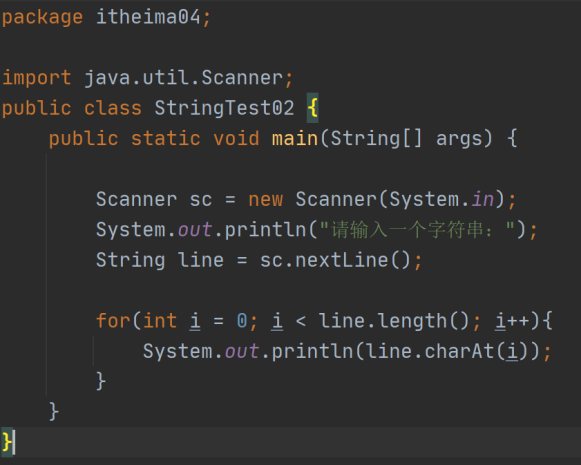 package itheima04;
import java.util.Scanner;
public class StringTest02 {
public static void main(String[] args) {
Scanner sc = new Scanner(System.in);
System.out.println("请输入一个字符串：");
String line = sc.nextLine();
for(int i = 0; i < line.length(); i++){
System.out.println(line.charAt(i));
}
}
}